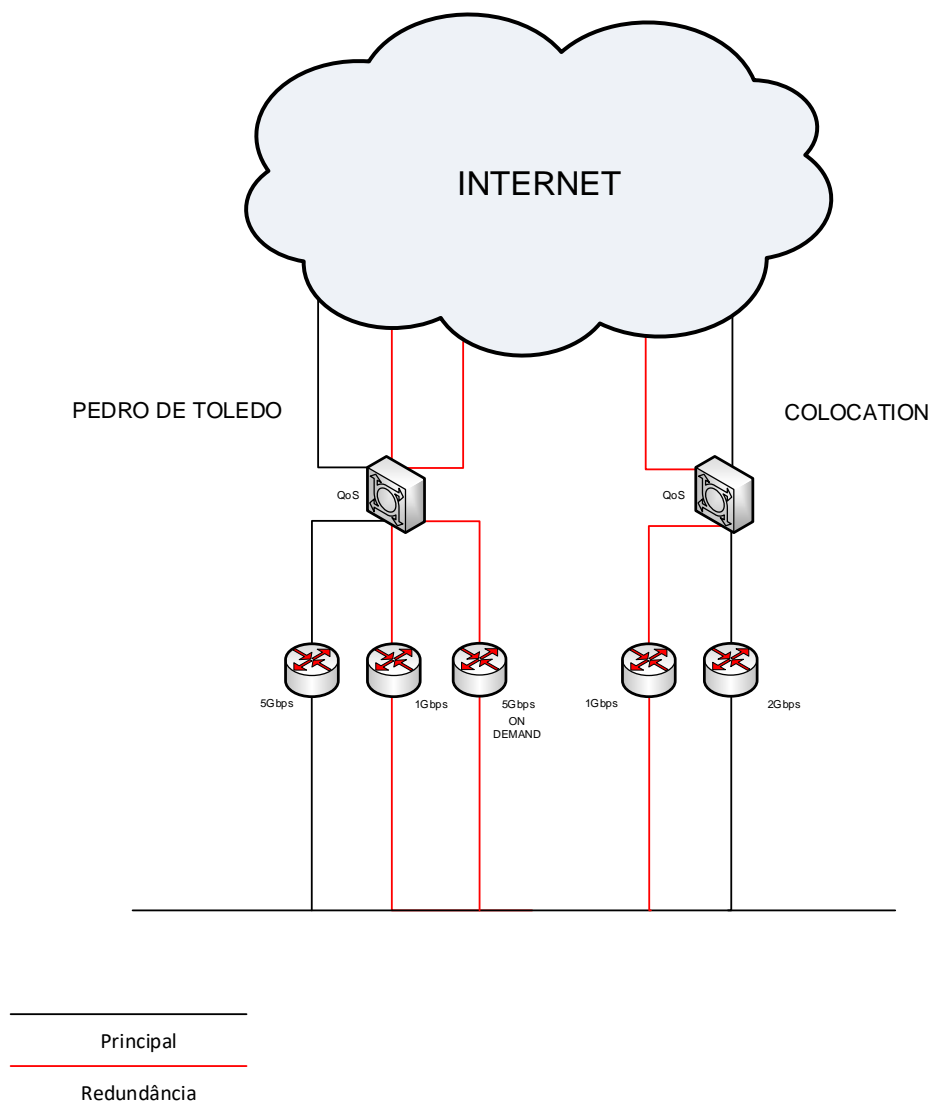 INTERNET
PEDRO DE TOLEDO
COLOCATION
QoS
QoS
5Gbps
1Gbps
5Gbps
ON
DEMAND
1Gbps
2Gbps
Principal
Redundância